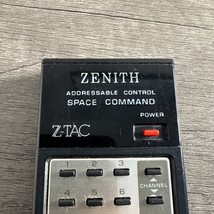 ZENITH
ADDRESSABLE CONTROL
SPACE COMMAND
POWER
Z-TAC
1 2 3
CHANNEL
4 5 6